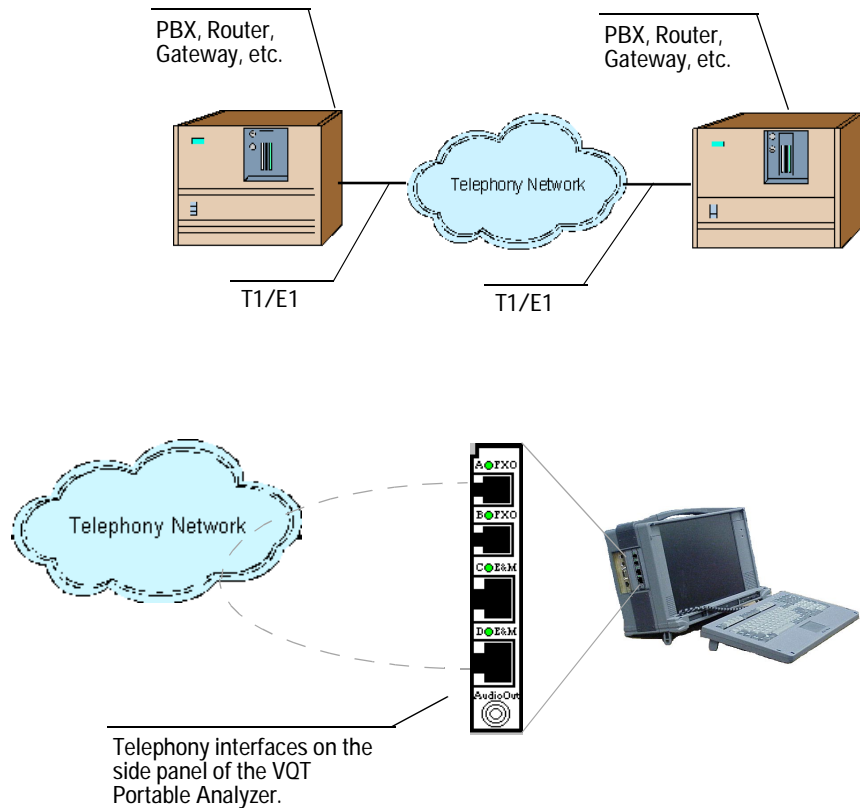 PBX, Router,
Gateway, etc.
PBX, Router,
Gateway, etc.
Telephony Network
T1/E1
T1/E1
Telephony Network
A FXO
B FXO
C E&M
D E&M
AudioOut
Telephony interfaces on the
side panel of the VQT
Portable Analyzer.